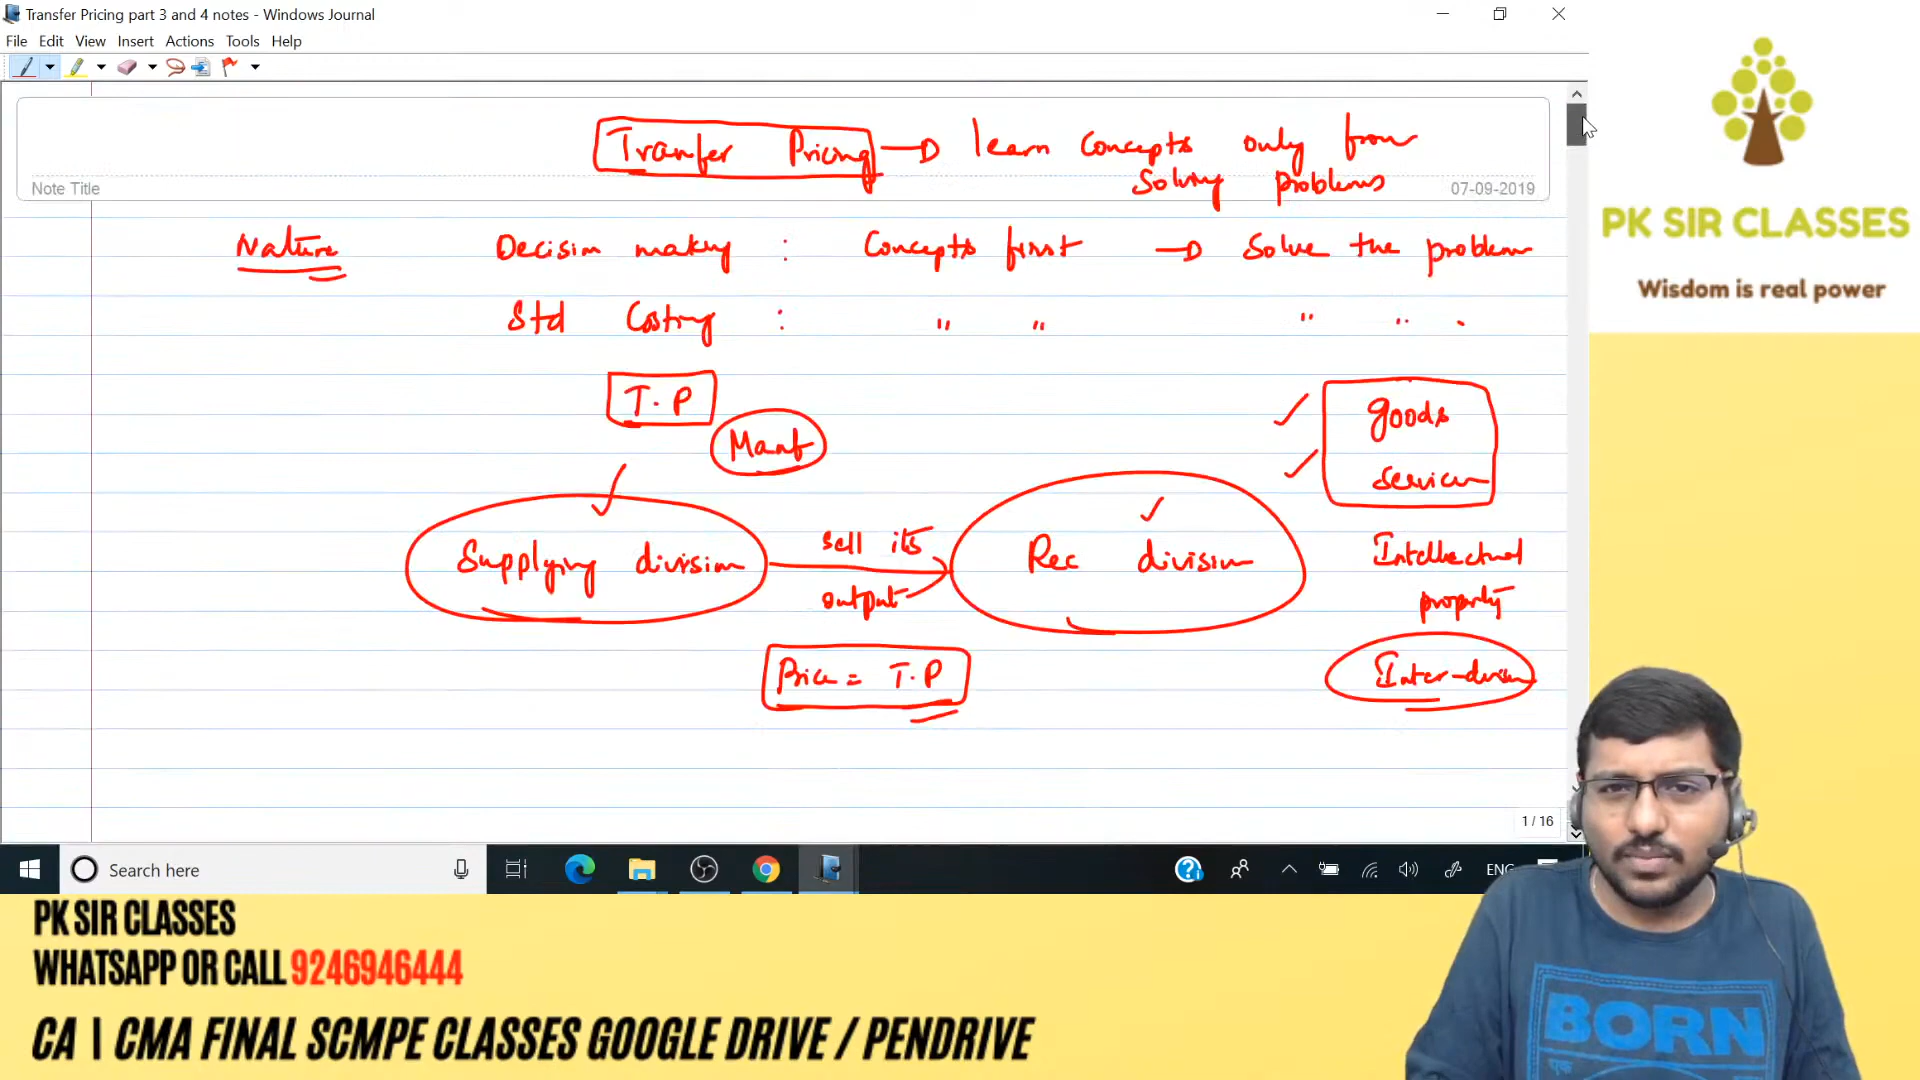 Transfer Pricing part 3 and 4 notes - Windows Journal
File Edit View Insert Actions Tools Help
Tranfer Pricing → learn concepts only from
solving problems
Note Title
07-09-2019
Nature Decision making : Concepts first → Solve the problem
Std Costing : " " " " "
T.P
Manf
goods
services
Supplying division
sell its
output
Rec division
Intellectual
property
Price = T.P
Inter-division
1 / 16
Search here
ENG
PK SIR CLASSES
Wisdom is real power
PK SIR CLASSES
WHATSAPP OR CALL 9246946444
CA \ CMA FINAL SCMPE CLASSES GOOGLE DRIVE / PENDRIVE
BORN